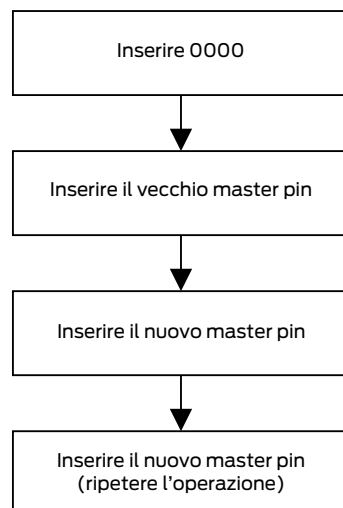 Inserire 0000
Inserire il vecchio master pin
Inserire il nuovo master pin
Inserire il nuovo master pin
(ripetere l’operazione)